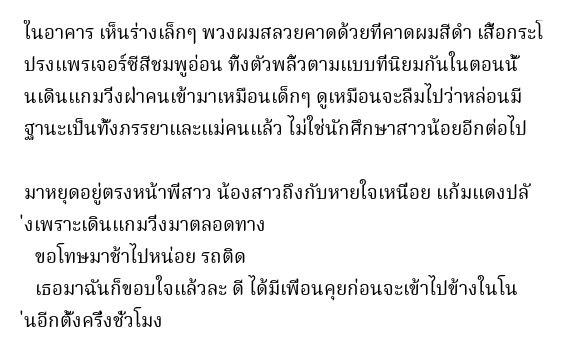 ในอาคาร เห็นร่างเล็กๆ พวงผมสลวยคาดด้วยที่คาดผมสีดำ เสื้อกระโ
ปรงแพรเจอร์ซีสีชมพูอ่อน ทิ้งตัวพลิ้วตามแบบที่นิยมกันในตอนนั้
นเดินแกมวิ่งฝ่าคนเข้ามาเหมือนเด็กๆ ดูเหมือนจะลืมไปว่าหล่อนมี
ฐานะเป็นทั้งภรรยาและแม่คนแล้ว ไม่ใช่นักศึกษาสาวน้อยอีกต่อไป
มาหยุดอยู่ตรงหน้าพี่สาว น้องสาวถึงกับหายใจเหนื่อย แก้มแดงปลั
่งเพราะเดินแกมวิ่งมาตลอดทาง
ขอโทษมาช้าไปหน่อย รถติด
เธอมาฉันก็ขอบใจแล้วละ ดี ได้มีเพื่อนคุยก่อนจะเข้าไปข้างในโน
่นอีกตั้งครึ่งชั่วโมง